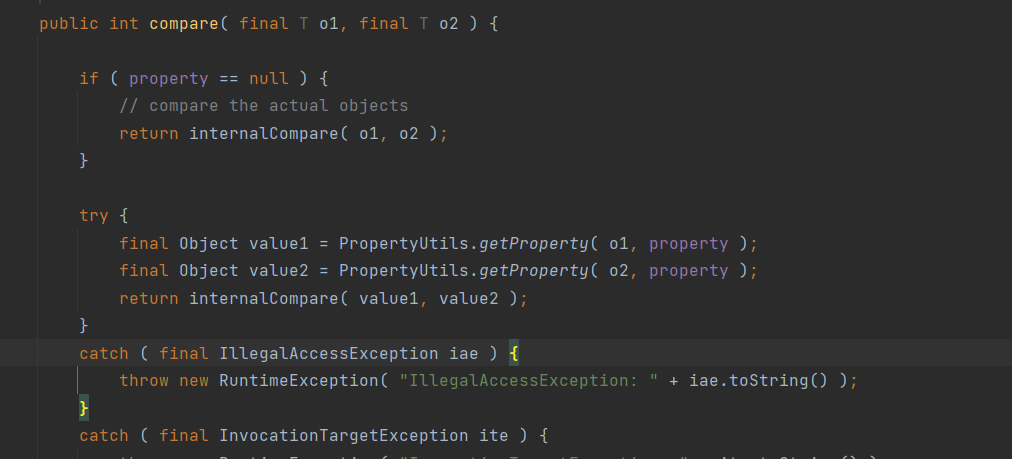 public int compare( final T o1, final T o2 ) {
if ( property == null ) {
// compare the actual objects
return internalCompare( o1, o2 );
}
try {
final Object value1 = PropertyUtils.getProperty( o1, property );
final Object value2 = PropertyUtils.getProperty( o2, property );
return internalCompare( value1, value2 );
}
catch ( final IllegalAccessException iae ) {
throw new RuntimeException( "IllegalAccessException: " + iae.toString() );
}
catch ( final InvocationTargetException ite ) {